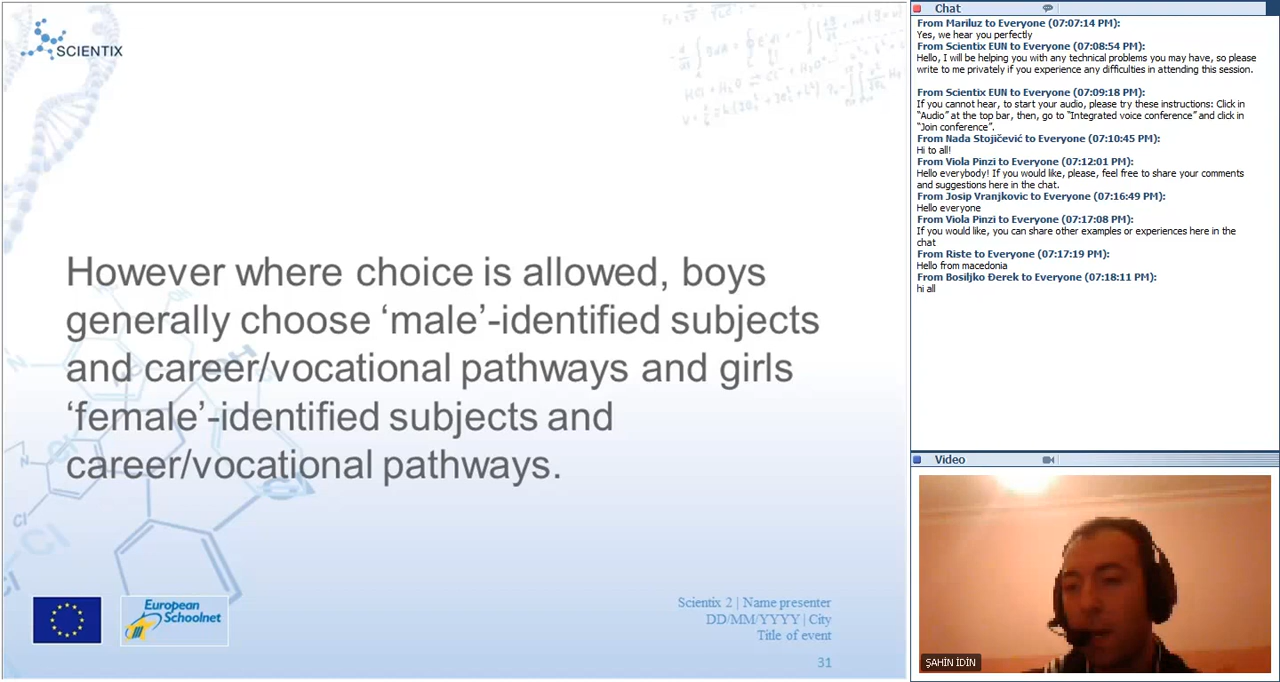 SCIENTIX
However where choice is allowed, boys
generally choose ‘male’-identified subjects
and career/vocational pathways and girls
‘female’-identified subjects and
career/vocational pathways.
European
Schoolnet
Scientix 2 | Name presenter
DD/MM/YYYY | City
Title of event
31
Chat
From Mariluz to Everyone (07:07:14 PM):
Yes, we hear you perfectly
From Scientix EUN to Everyone (07:08:54 PM):
Hello, I will be helping you with any technical problems you may have, so please
write to me privately if you experience any difficulties in attending this session.
From Scientix EUN to Everyone (07:09:18 PM):
If you cannot hear, to start your audio, please try these instructions: Click in
“Audio” at the top bar, then, go to “Integrated voice conference” and click in
“Join conference”.
From Nada Stojičević to Everyone (07:10:45 PM):
Hi to all!
From Viola Pinzi to Everyone (07:12:01 PM):
Hello everybody! If you would like, please, feel free to share your comments
and suggestions here in the chat.
From Josip Vranjkovic to Everyone (07:16:49 PM):
Hello everyone
From Viola Pinzi to Everyone (07:17:08 PM):
If you would like, you can share other examples or experiences here in the
chat
From Riste to Everyone (07:17:19 PM):
Hello from macedonia
From Bosiljko Đerek to Everyone (07:18:11 PM):
hi all
Video
ŞAHİN İDİN